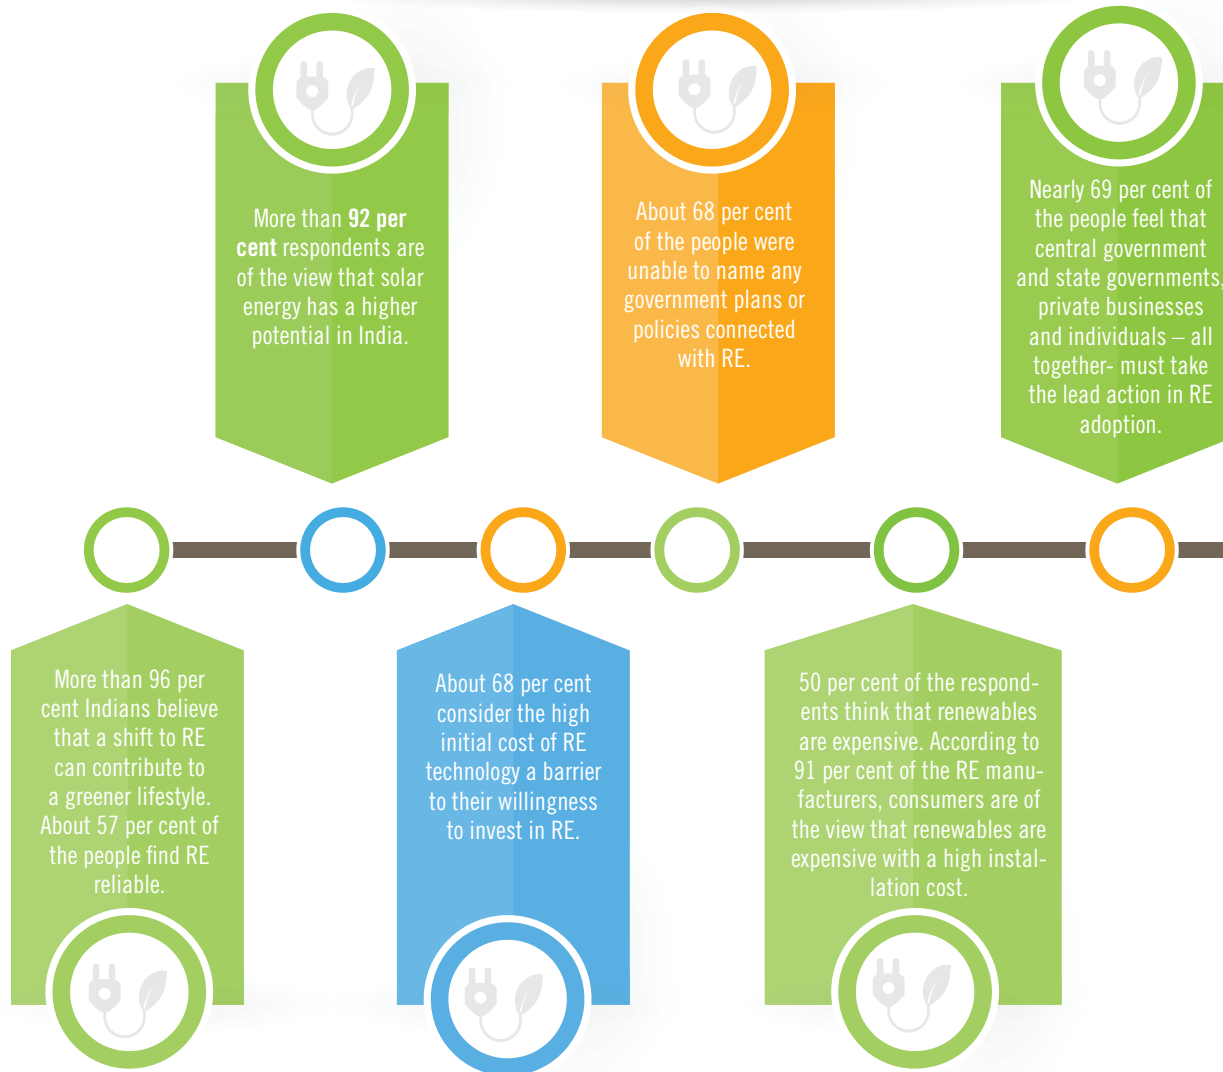 More than 92 per
cent respondents are
of the view that solar
energy has a higher
potential in India.
About 68 per cent
of the people were
unable to name any
government plans or
policies connected
with RE.
Nearly 69 per cent of
the people feel that
central government
and state governments,
private businesses
and individuals – all
together- must take
the lead action in RE
adoption.
More than 96 per
cent Indians believe
that a shift to RE
can contribute to
a greener lifestyle.
About 57 per cent of
the people find RE
reliable.
About 68 per cent
consider the high
initial cost of RE
technology a barrier
to their willingness
to invest in RE.
50 per cent of the respond-
ents think that renewables
are expensive. According to
91 per cent of the RE manu-
facturers, consumers are of
the view that renewables are
expensive with a high instal-
lation cost.